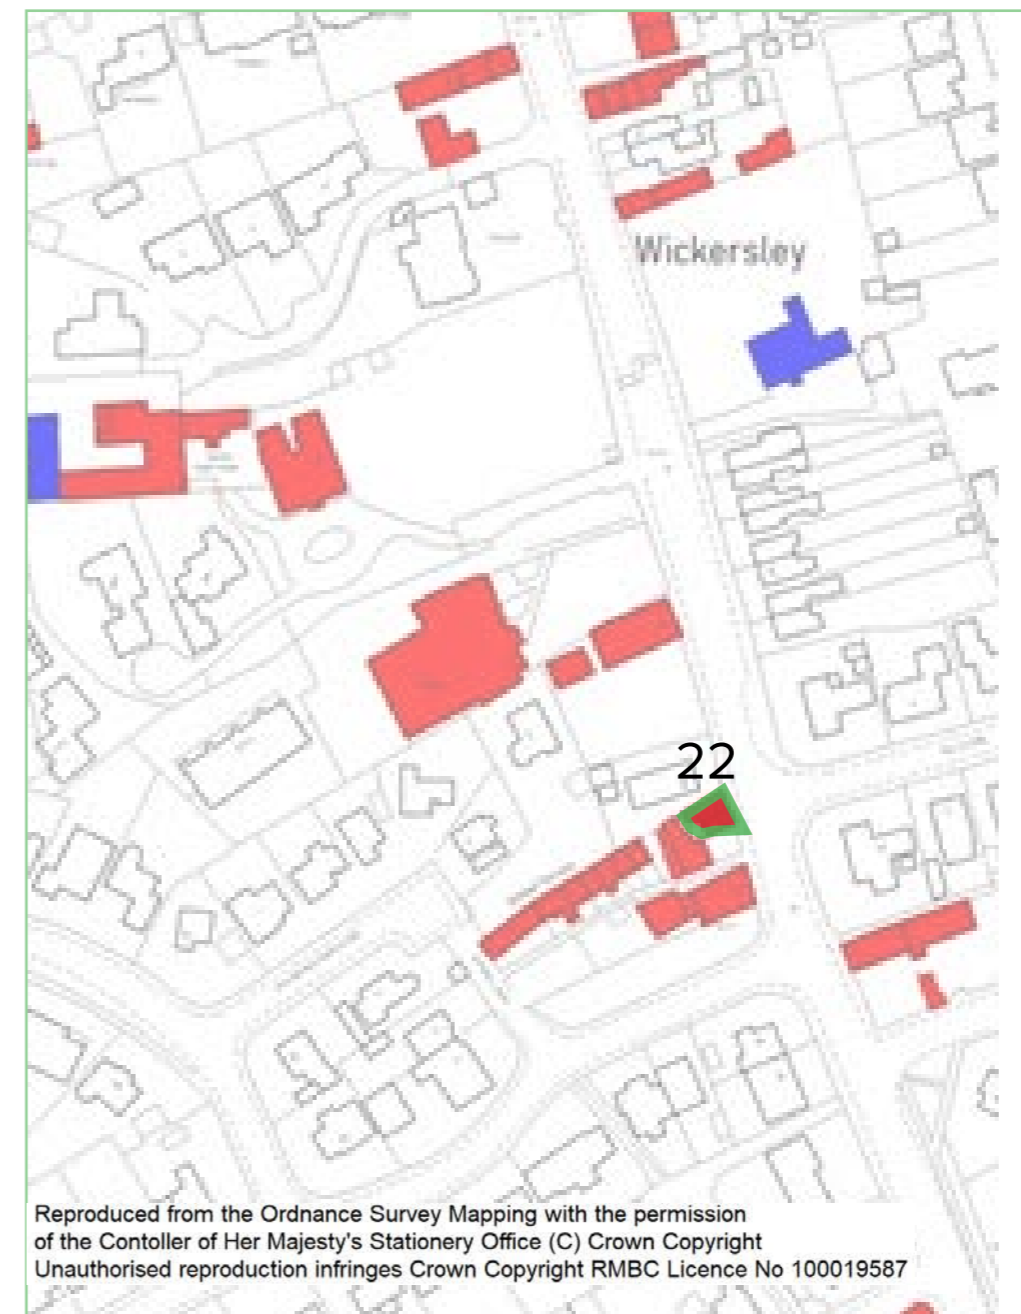 Wickersley
22
Reproduced from the Ordnance Survey Mapping with the permission
of the Contoller of Her Majesty's Stationery Office (C) Crown Copyright
Unauthorised reproduction infringes Crown Copyright RMBC Licence No 100019587